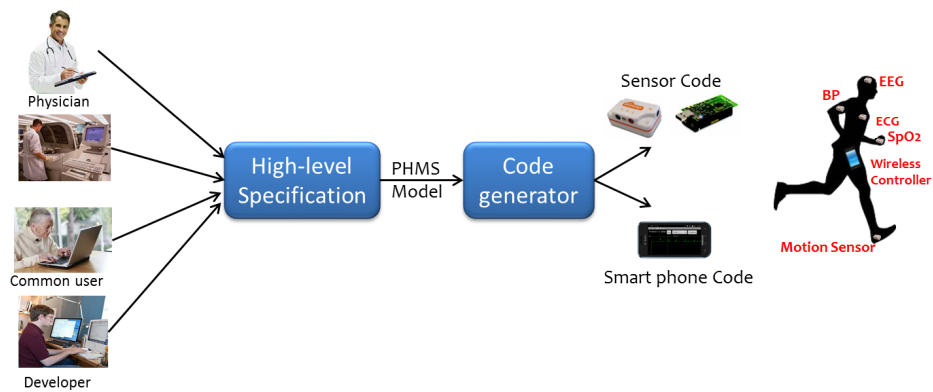 Physician
Common user
Developer
High-level
Specification
PHMS
Model
Code
generator
Sensor Code
Smart phone Code
EEG
BP
ECG
SpO2
Wireless
Controller
Motion Sensor